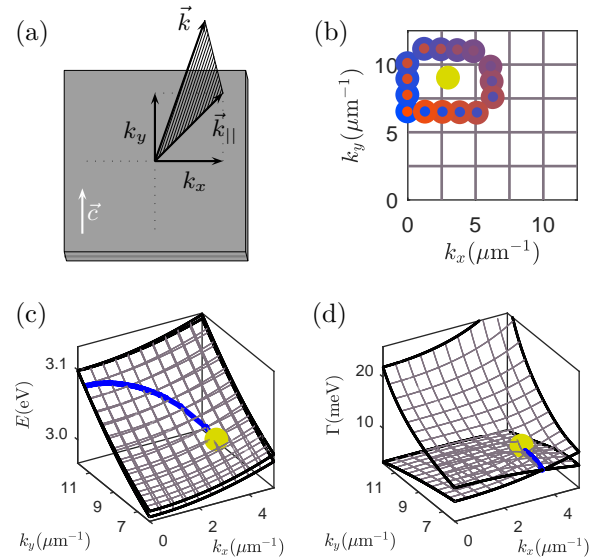 (a)
k⃗
k_y
k⃗_||
k_x
c⃗
(b)
10
5
0
k_y(μm⁻¹)
0 5 10
k_x(μm⁻¹)
(c)
3.1
3.0
E(eV)
11
9
7
k_y(μm⁻¹)
0 2 4
k_x(μm⁻¹)
(d)
20
10
Γ(meV)
11
9
7
k_y(μm⁻¹)
0 2 4
k_x(μm⁻¹)